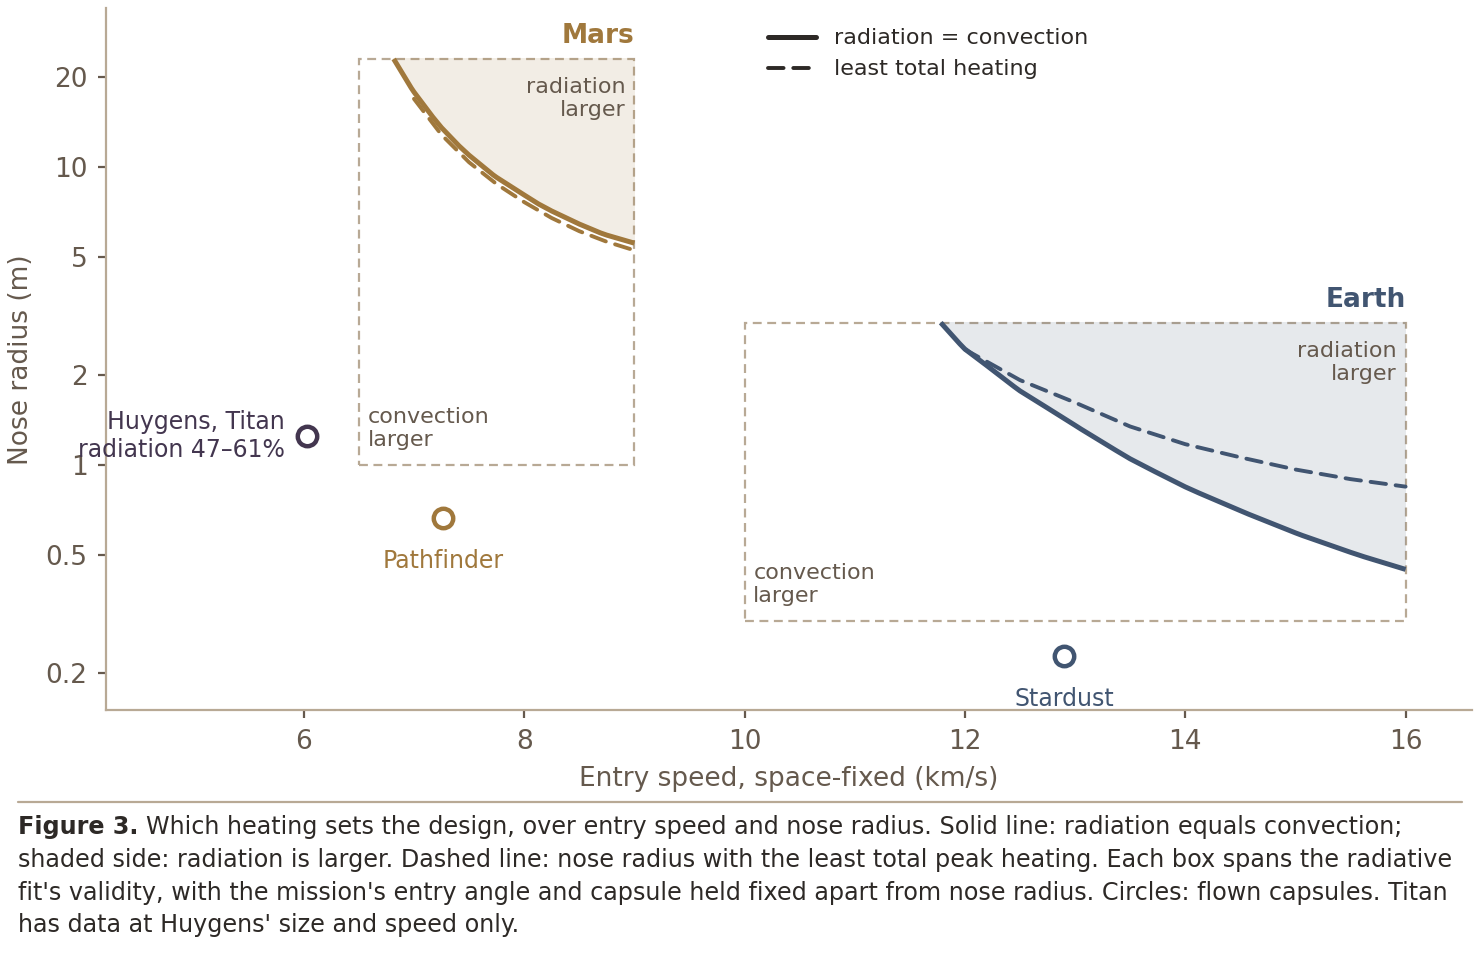 Mars
radiation = convection
least total heating
radiation
larger
20
10
5
2
1
0.5
0.2
Nose radius (m)
Earth
radiation
larger
Huygens, Titan
radiation 47–61%
convection
larger
Pathfinder
convection
larger
Stardust
6
8
10
12
14
16
Entry speed, space-fixed (km/s)
Figure 3. Which heating sets the design, over entry speed and nose radius. Solid line: radiation equals convection;
shaded side: radiation is larger. Dashed line: nose radius with the least total peak heating. Each box spans the radiative
fit's validity, with the mission's entry angle and capsule held fixed apart from nose radius. Circles: flown capsules. Titan
has data at Huygens' size and speed only.